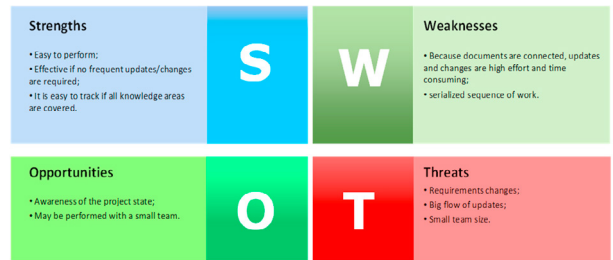 Strengths
• Easy to perform;
• Effective if no frequent updates/changes
are required;
• It is easy to track if all knowledge areas
are covered.
S
W
Weaknesses
• Because documents are connected, updates
and changes are high effort and time
consuming;
• serialized sequence of work.
Opportunities
• Awareness of the project state;
• May be performed with a small team.
O
T
Threats
• Requirements changes;
• Big flow of updates;
• Small team size.